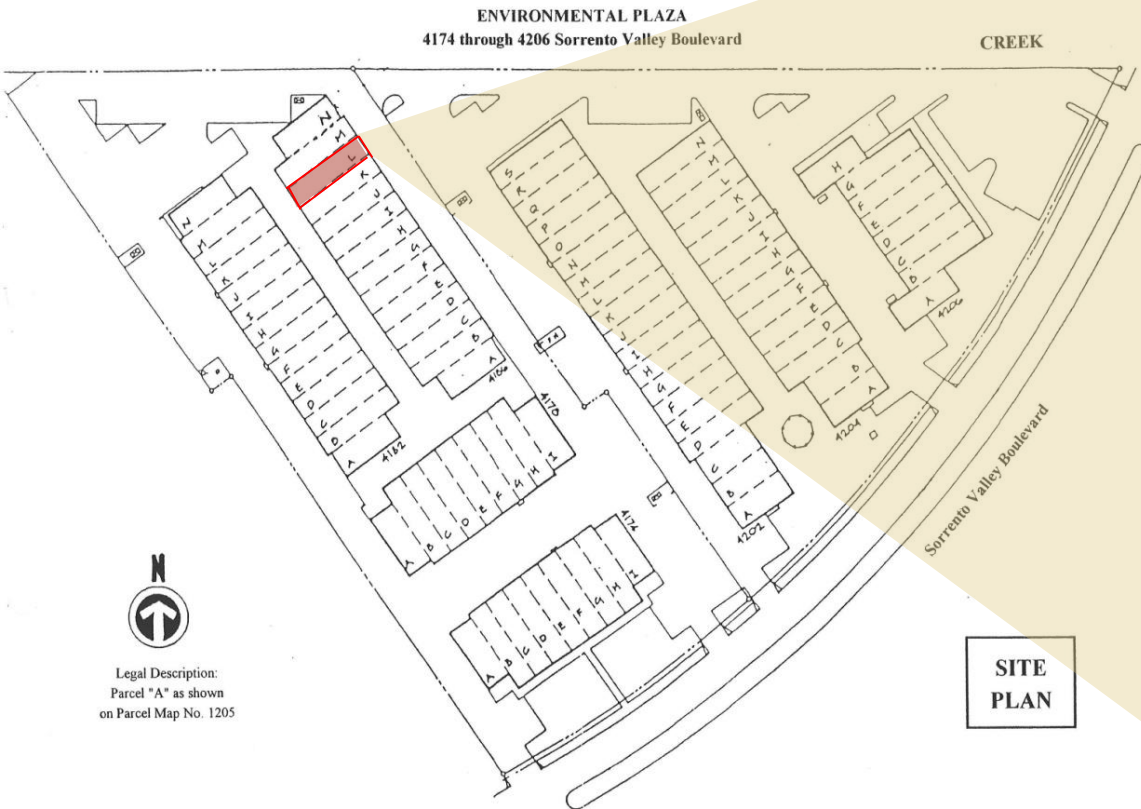 ENVIRONMENTAL PLAZA
4174 through 4206 Sorrento Valley Boulevard
CREEK
N
M
L
K
J
I
H
G
F
E
D
C
B
A
4186
N
M
L
K
J
I
H
G
F
E
D
C
B
A
4182
S
R
Q
P
O
N
M
L
K
J
I
H
G
F
E
D
C
B
A
4202
N
M
L
K
J
I
H
G
F
E
D
C
B
A
4204
H
G
F
E
D
C
B
A
4206
4178
A
B
C
D
E
F
G
H
I
4174
A
B
C
D
E
F
G
H
I
Sorrento Valley Boulevard
N
Legal Description:
Parcel "A" as shown
on Parcel Map No. 1205
SITE
PLAN